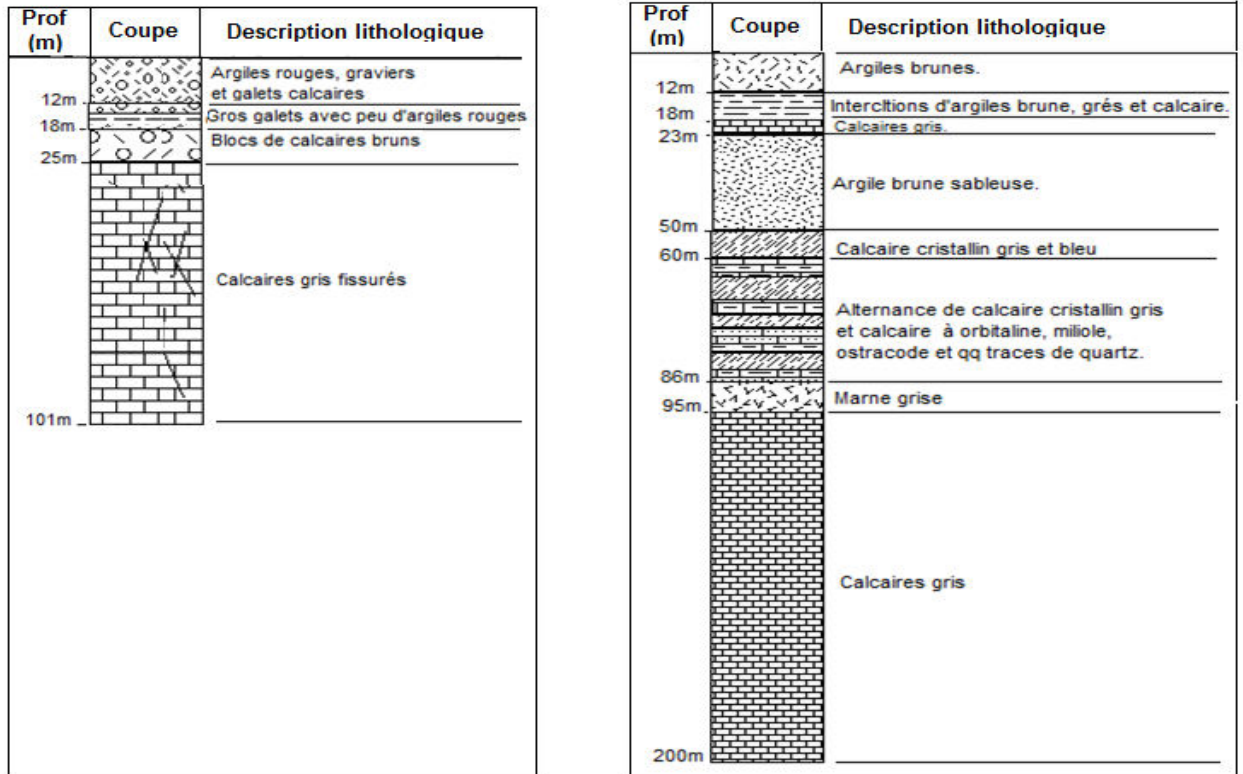 Prof
(m)
Coupe
Description lithologique
Argiles rouges, graviers
et galets calcaires
12m
Gros galets avec peu d'argiles rouges
18m
Blocs de calcaires bruns
25m
Calcaires gris fissurés
101m
Prof
(m)
Coupe
Description lithologique
Argiles brunes.
12m
Intercltions d'argiles brune, grés et calcaire.
18m
Calcaires gris.
23m
Argile brune sableuse.
50m
Calcaire cristallin gris et bleu
60m
Alternance de calcaire cristallin gris
et calcaire à orbitaline, miliole,
ostracode et qq traces de quartz.
86m
Marne grise
95m
Calcaires gris
200m